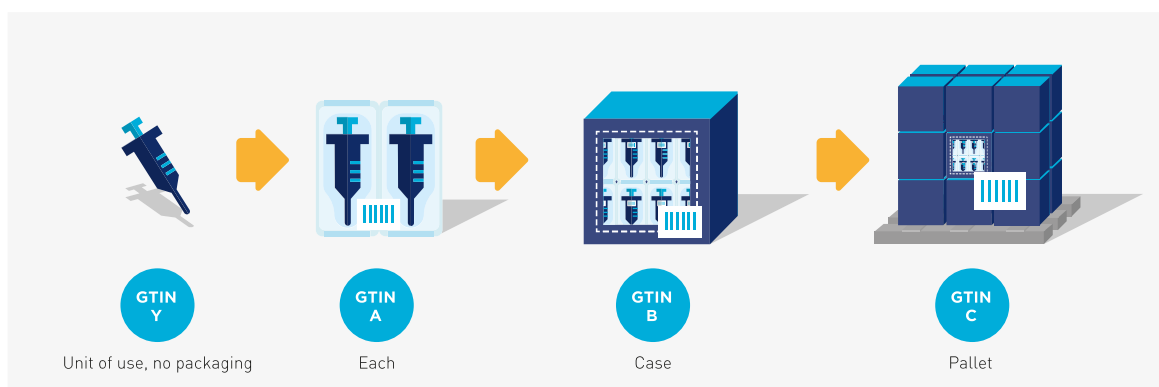 GTIN
Y
GTIN
A
GTIN
B
GTIN
C
Unit of use, no packaging
Each
Case
Pallet